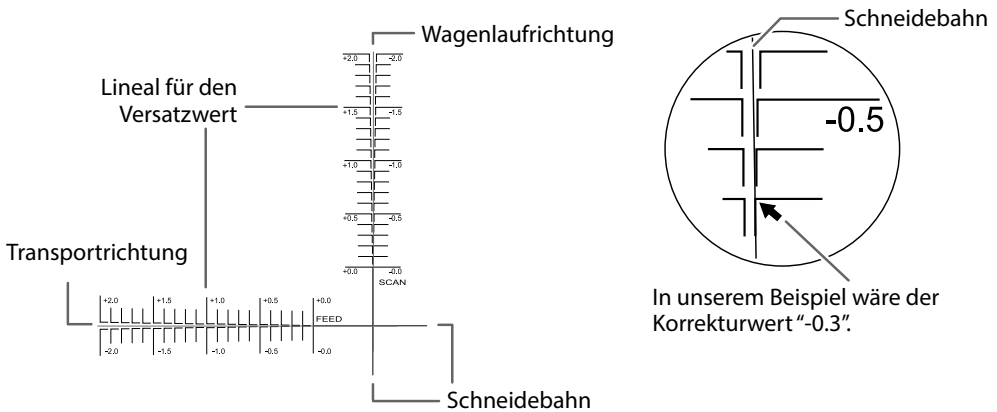 Wagenlaufrichtung
Schneidebahn
Lineal für den
Versatzwert
+2.0 -2.0
+1.5 -1.5
+1.0 -1.0
+0.5 -0.5
+0.0 -0.0
SCAN
-0.5
Transportrichtung
+2.0 +1.5 +1.0 +0.5 +0.0
FEED
-2.0 -1.5 -1.0 -0.5 -0.0
In unserem Beispiel wäre der
Korrekturwert “-0.3”.
Schneidebahn